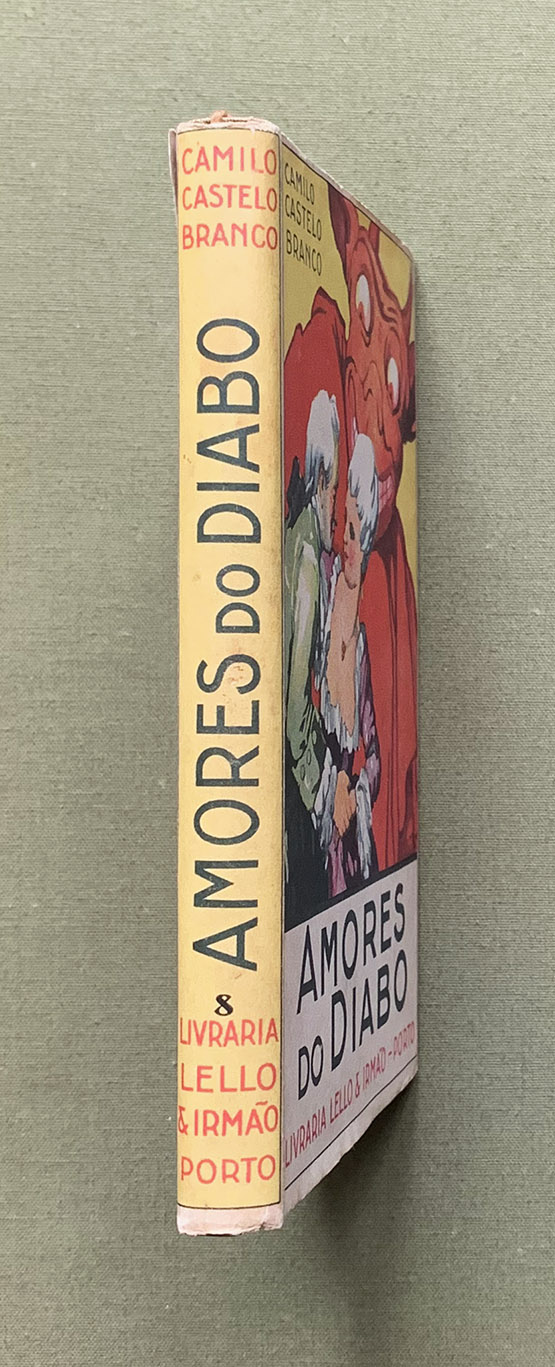 CAMILO
CASTELO
BRANCO
AMORES DO DIABO
8
LIVRARIA
LELLO
& IRMÃO
PORTO
CAMILO
CASTELO
BRANCO
AMORES
DO DIABO
LIVRARIA LELLO & IRMÃO - PORTO